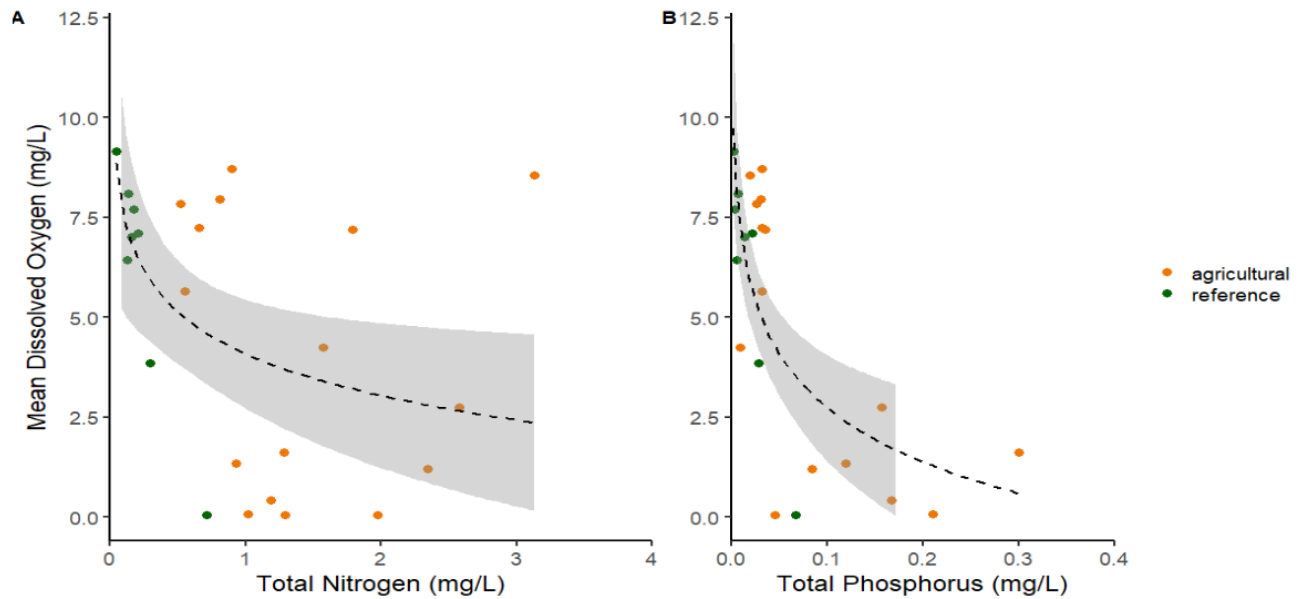 A
12.5
10.0
7.5
5.0
2.5
0.0
Mean Dissolved Oxygen (mg/L)
0 1 2 3 4
Total Nitrogen (mg/L)
B
12.5
10.0
7.5
5.0
2.5
0.0
0.0 0.1 0.2 0.3 0.4
Total Phosphorus (mg/L)
agricultural
reference